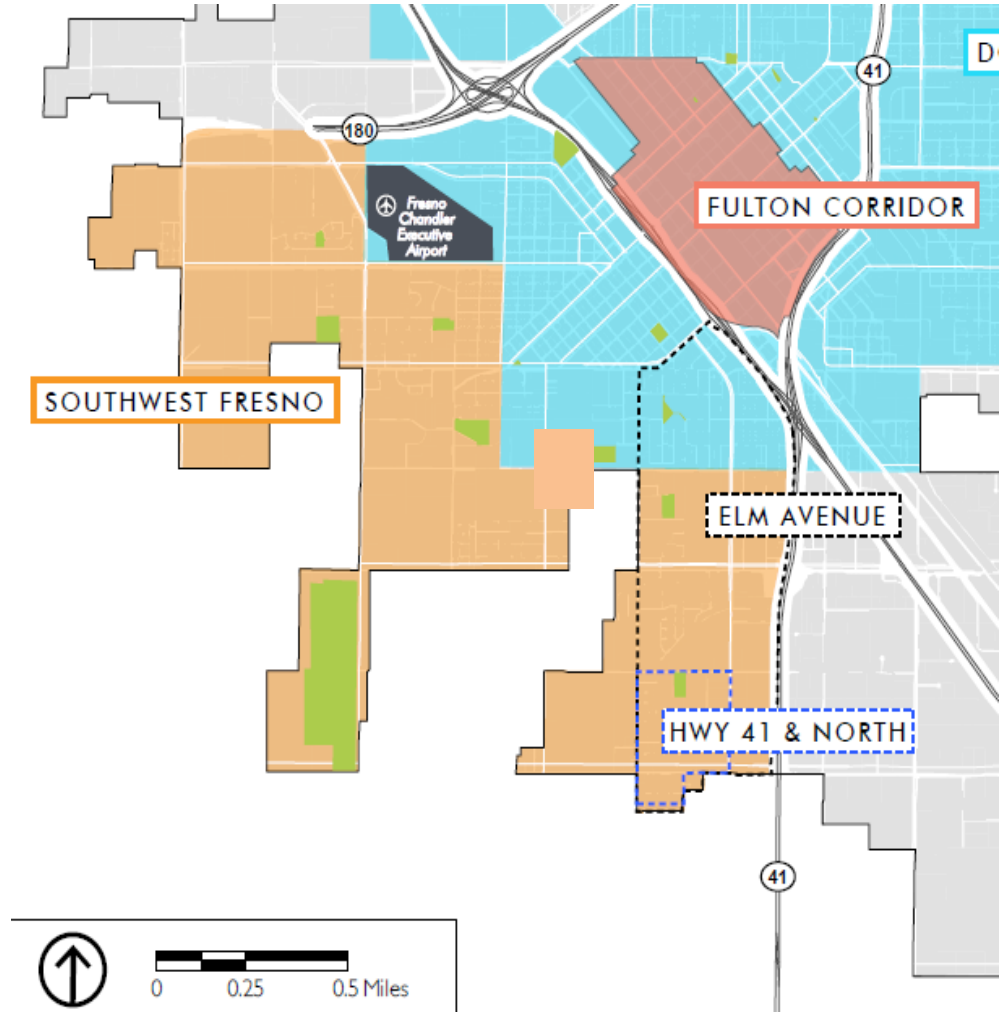 D
41
180
Fresno
Chandler
Executive
Airport
FULTON CORRIDOR
SOUTHWEST FRESNO
ELM AVENUE
HWY 41 & NORTH
41
0 0.25 0.5 Miles